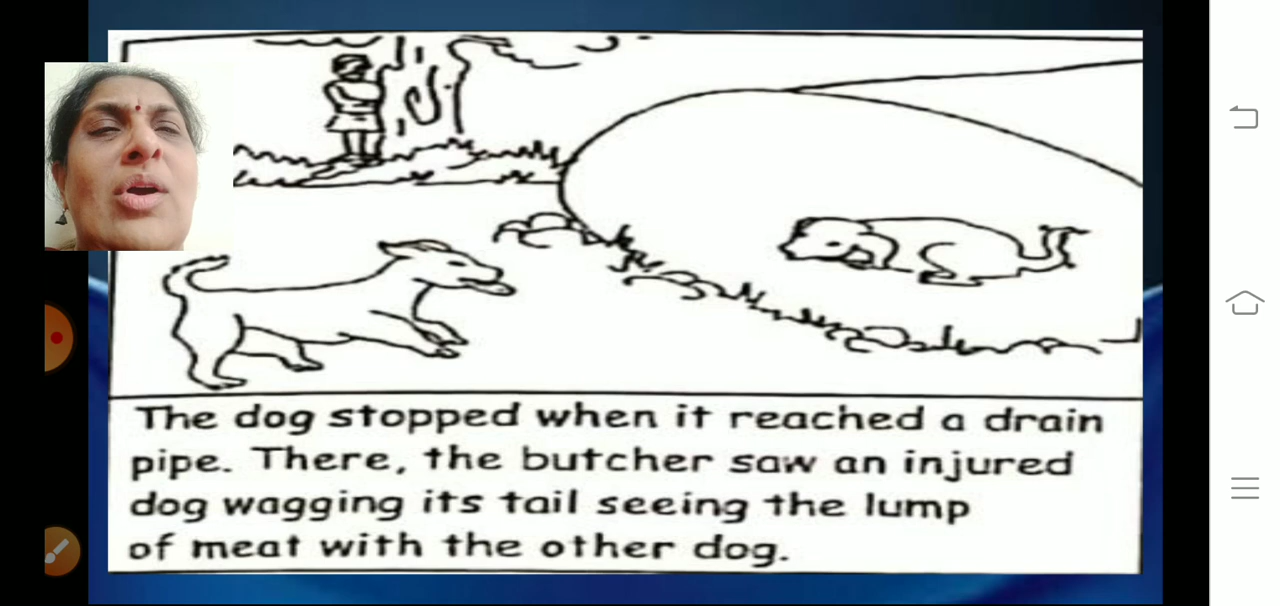 The dog stopped when it reached a drain
pipe. There, the butcher saw an injured
dog wagging its tail seeing the lump
of meat with the other dog.